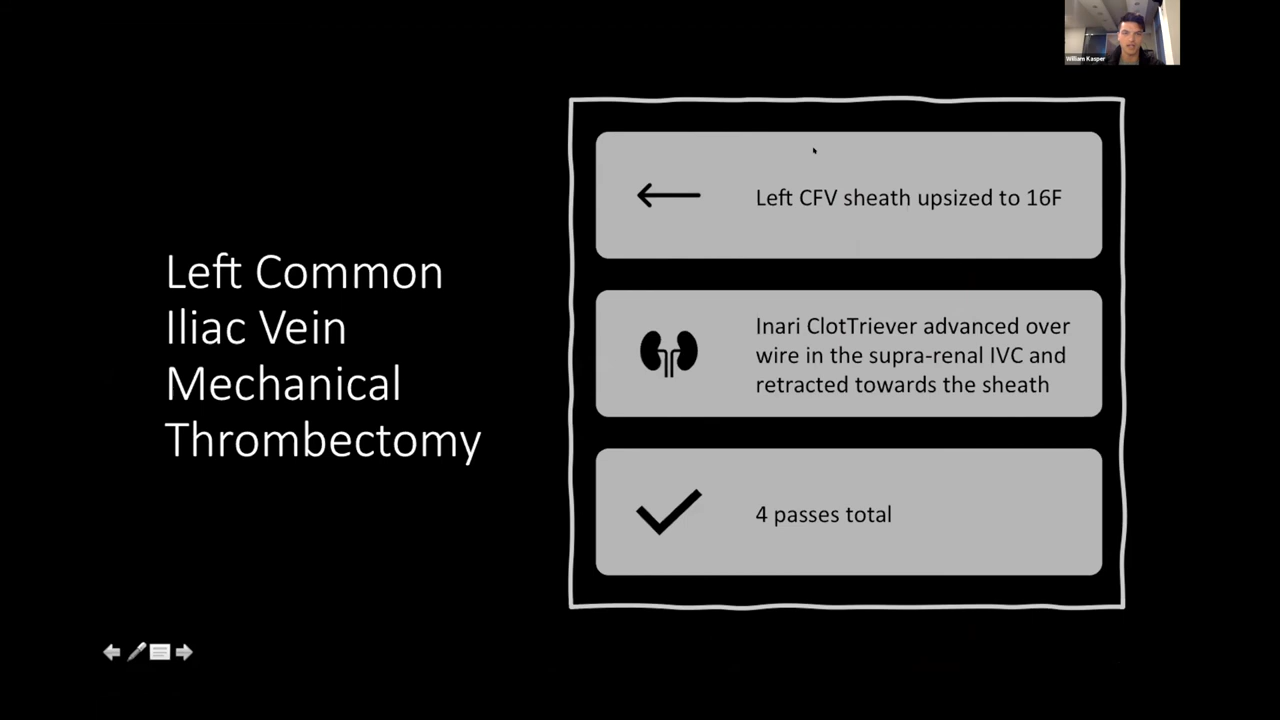 William Kasper
Left Common
Iliac Vein
Mechanical
Thrombectomy
Left CFV sheath upsized to 16F
Inari ClotTriever advanced over
wire in the supra-renal IVC and
retracted towards the sheath
4 passes total